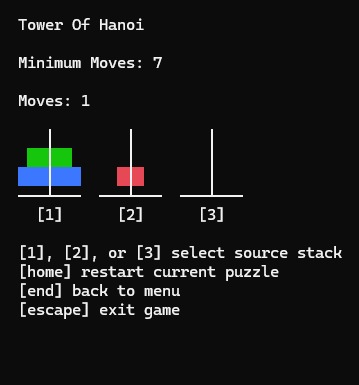 Tower Of Hanoi
Minimum Moves: 7
Moves: 1
[1] [2] [3]
[1], [2], or [3] select source stack
[home] restart current puzzle
[end] back to menu
[escape] exit game